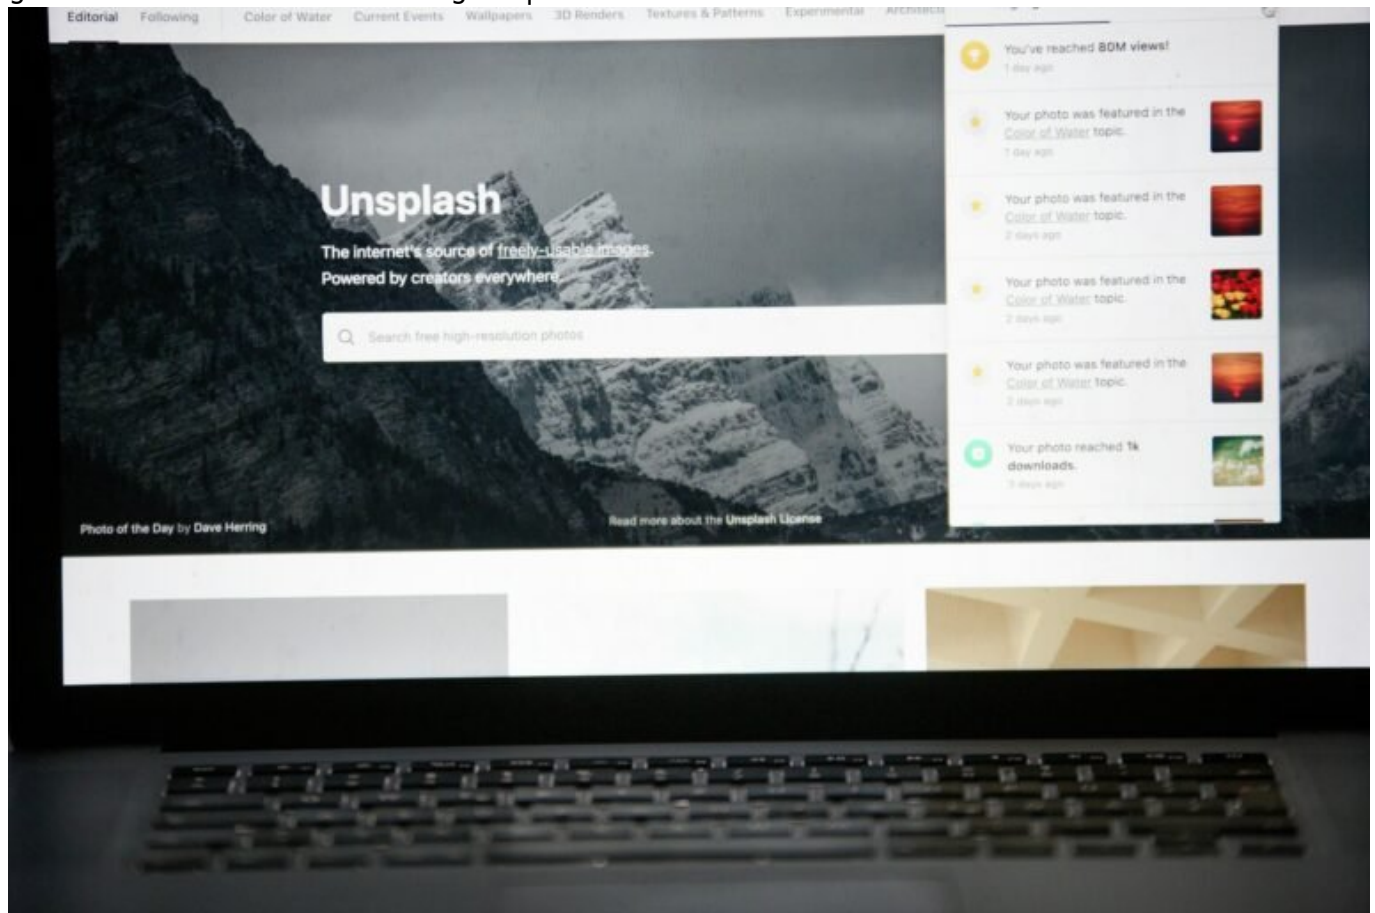 Editorial
Following
Color of Water
Current Events
Wallpapers
3D Renders
Textures & Patterns
Experimental
You've reached 80M views!
1 day ago
Your photo was featured in the
Color of Water topic.
1 day ago
Your photo was featured in the
Color of Water topic.
2 days ago
Your photo was featured in the
Color of Water topic.
2 days ago
Your photo was featured in the
Color of Water topic.
2 days ago
Your photo reached 1k
downloads.
3 days ago
Unsplash
The internet's source of freely-usable images.
Powered by creators everywhere.
Search free high-resolution photos
Photo of the Day by Dave Herring
Read more about the Unsplash License